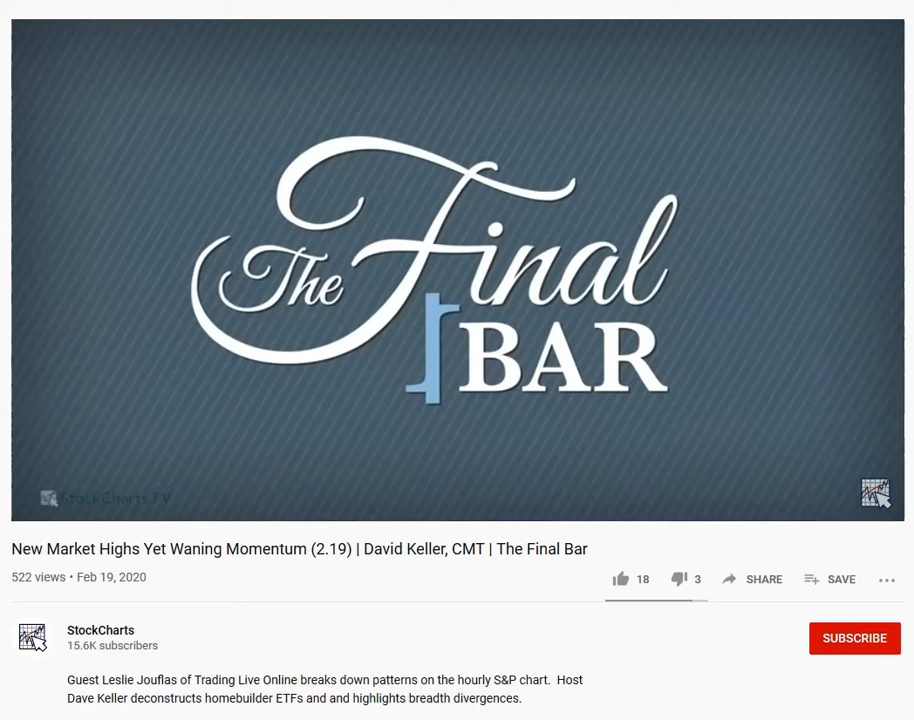 The Final
BAR
StockCharts TV
New Market Highs Yet Waning Momentum (2.19) | David Keller, CMT | The Final Bar
522 views • Feb 19, 2020
18
3
SHARE
SAVE
StockCharts
15.6K subscribers
SUBSCRIBE
Guest Leslie Jouflas of Trading Live Online breaks down patterns on the hourly S&P chart.  Host
Dave Keller deconstructs homebuilder ETFs and and highlights breadth divergences.